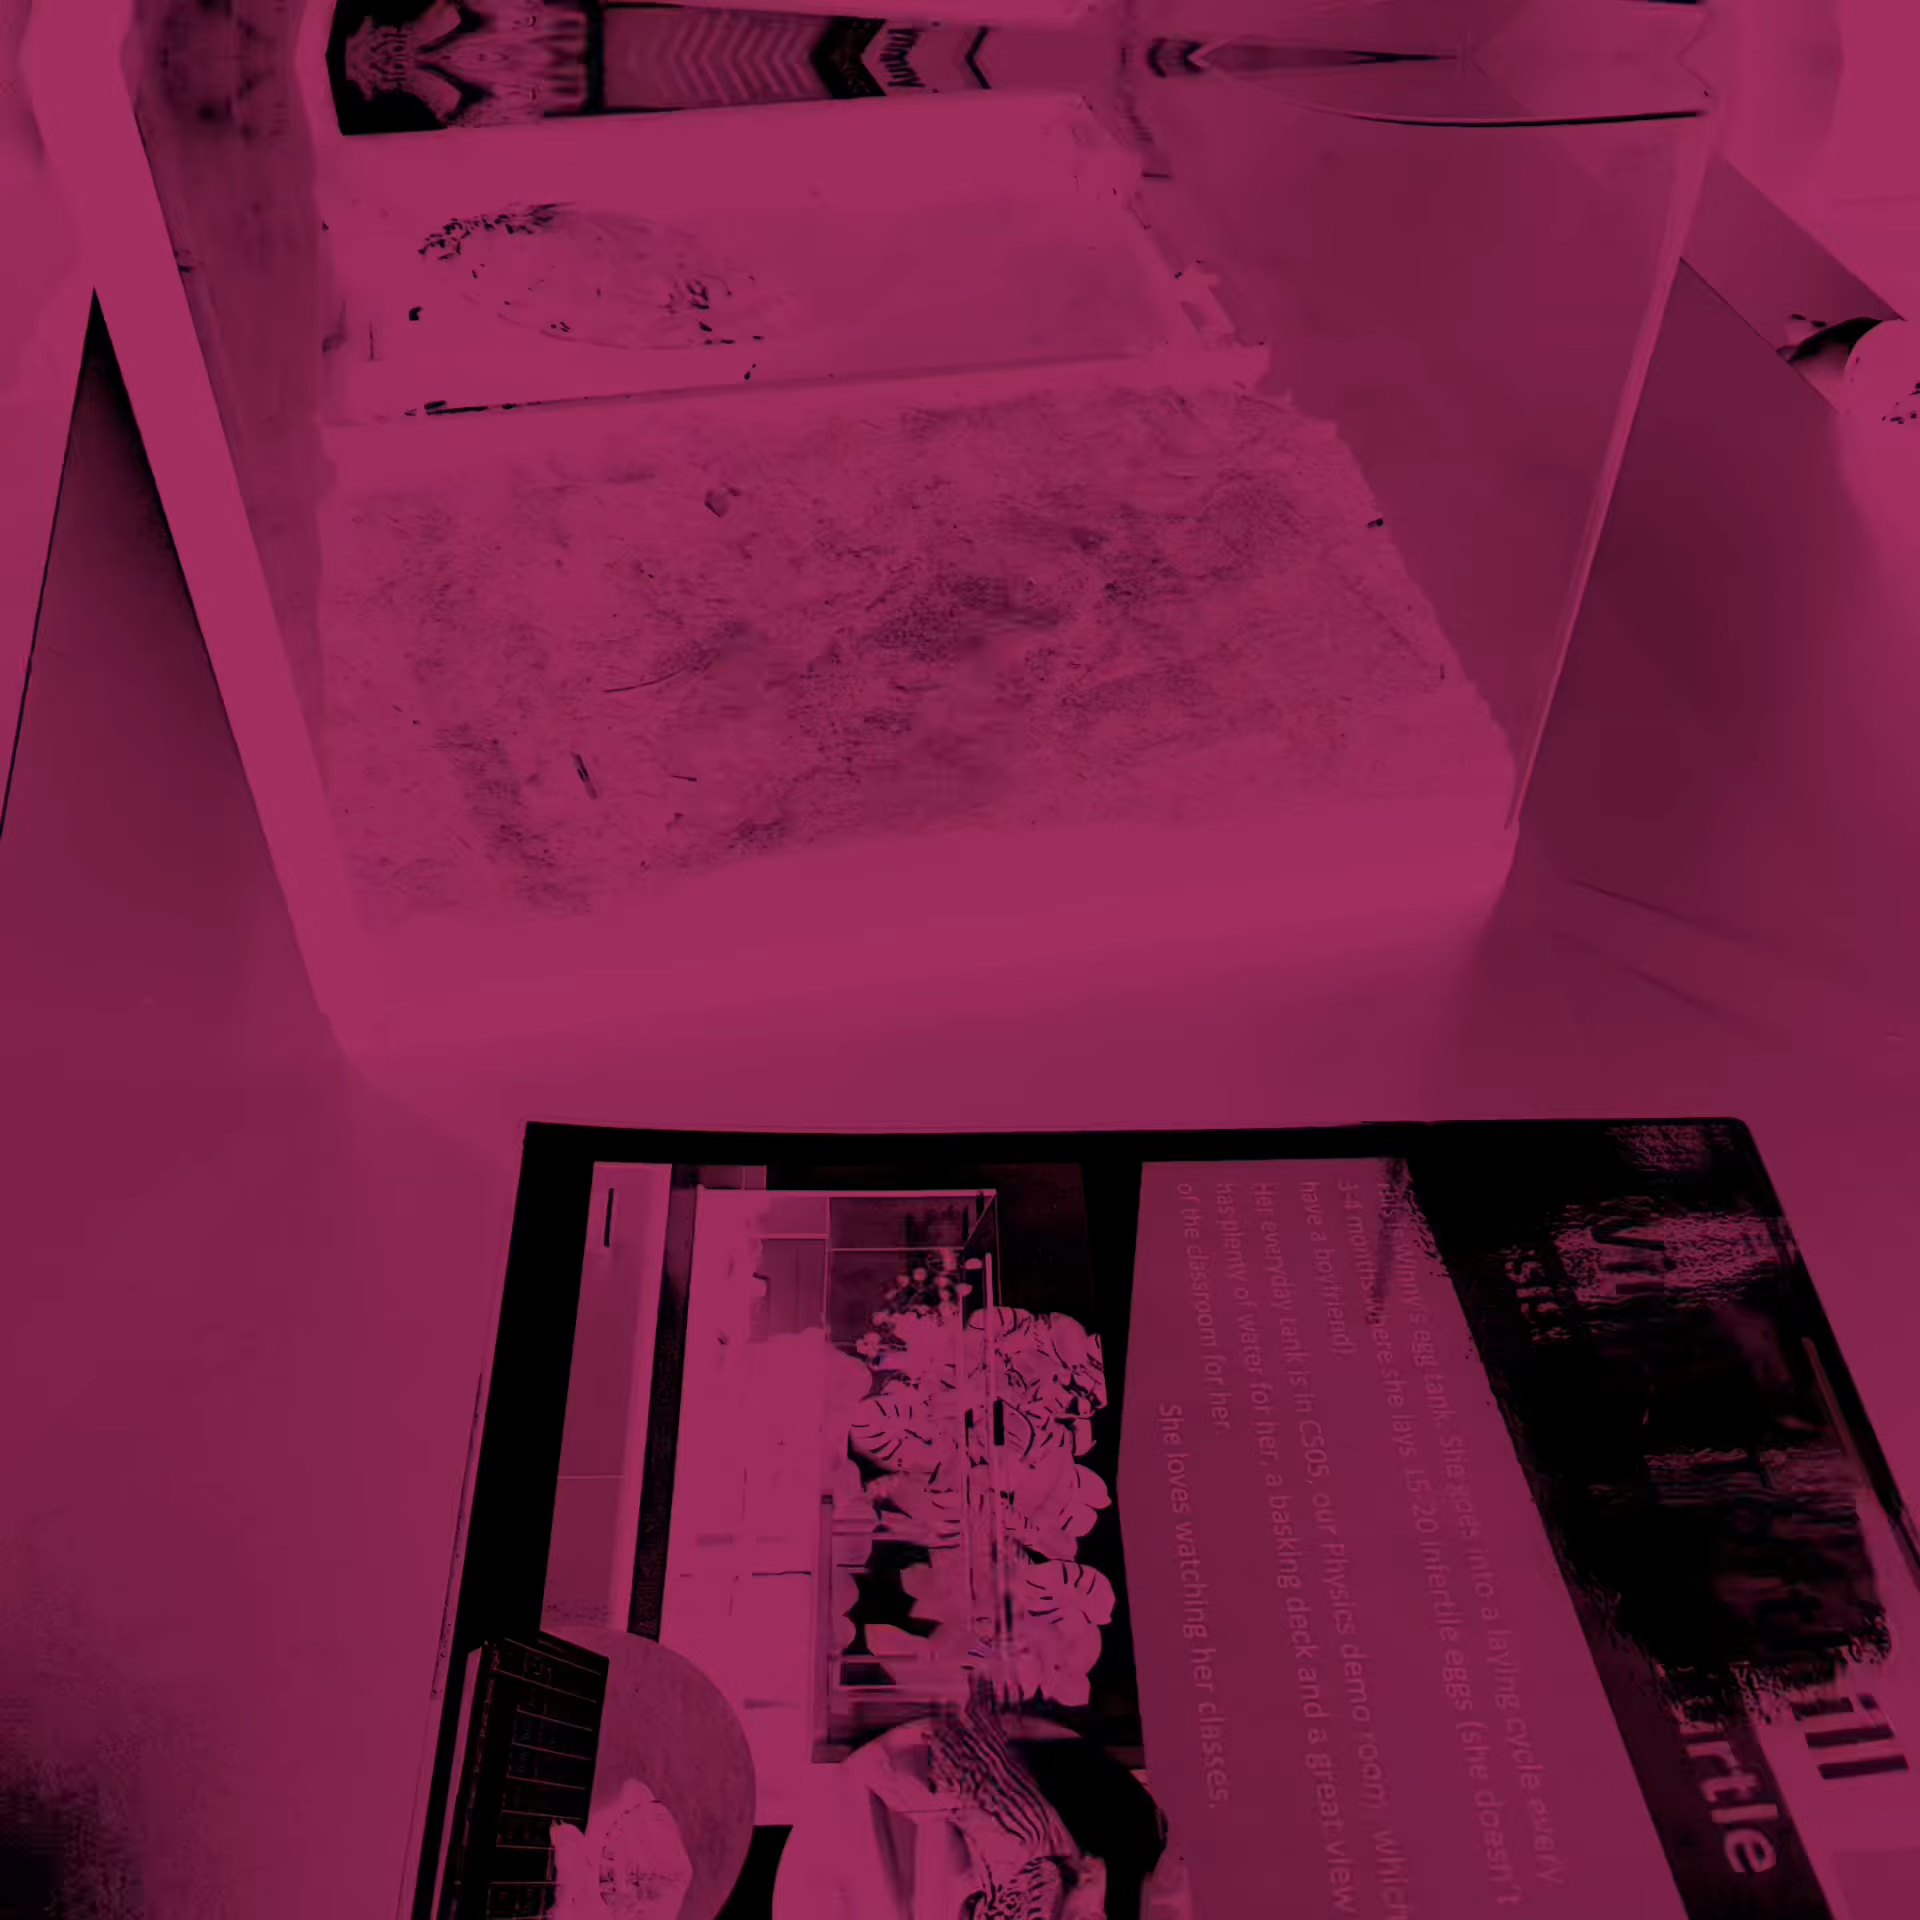 This is Winny's egg tank. She goes into a laying cycle every
3-4 months where she lays 15-20 infertile eggs (she doesn't
have a boyfriend).
Her everyday tank is in C505, our Physics demo room, which
has plenty of water for her, a basking deck and a great view
of the classroom for her.
She loves watching her classes.